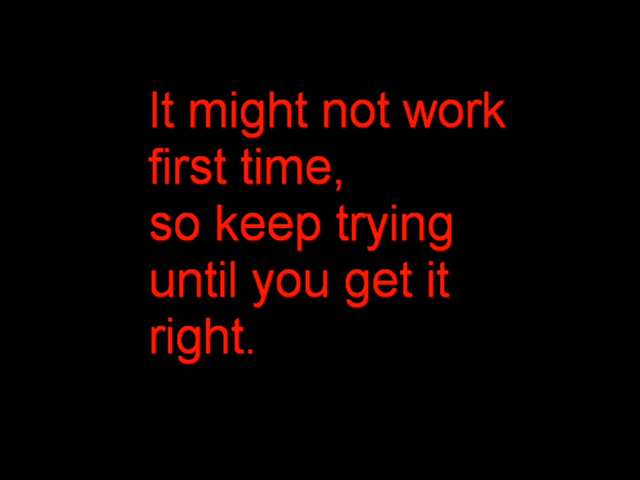 It might not work
first time,
so keep trying
until you get it
right.